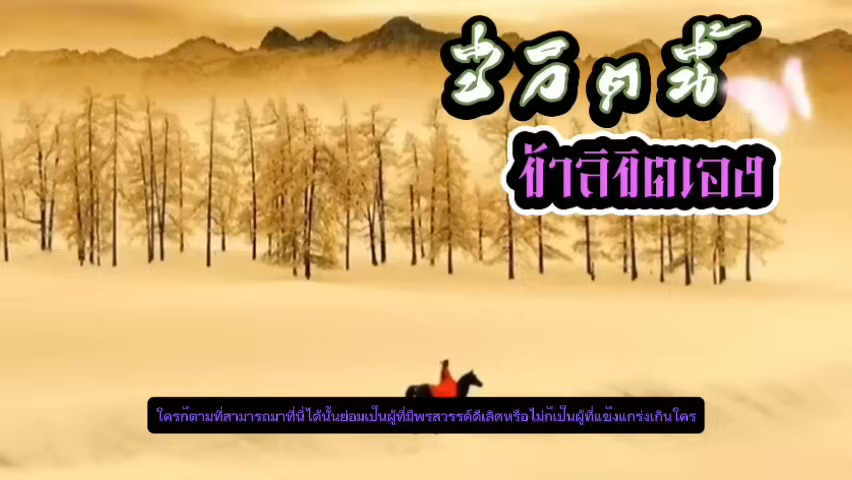 ชีวิตนี้
ข้าลิขิตเอง
ใครก็ตามที่สามารถมาที่นี่ได้นั้นย่อมเป็นผู้ที่มีพรสวรรค์ดีเลิศหรือไม่ก็เป็นผู้ที่แข็งแกร่งเกินใคร